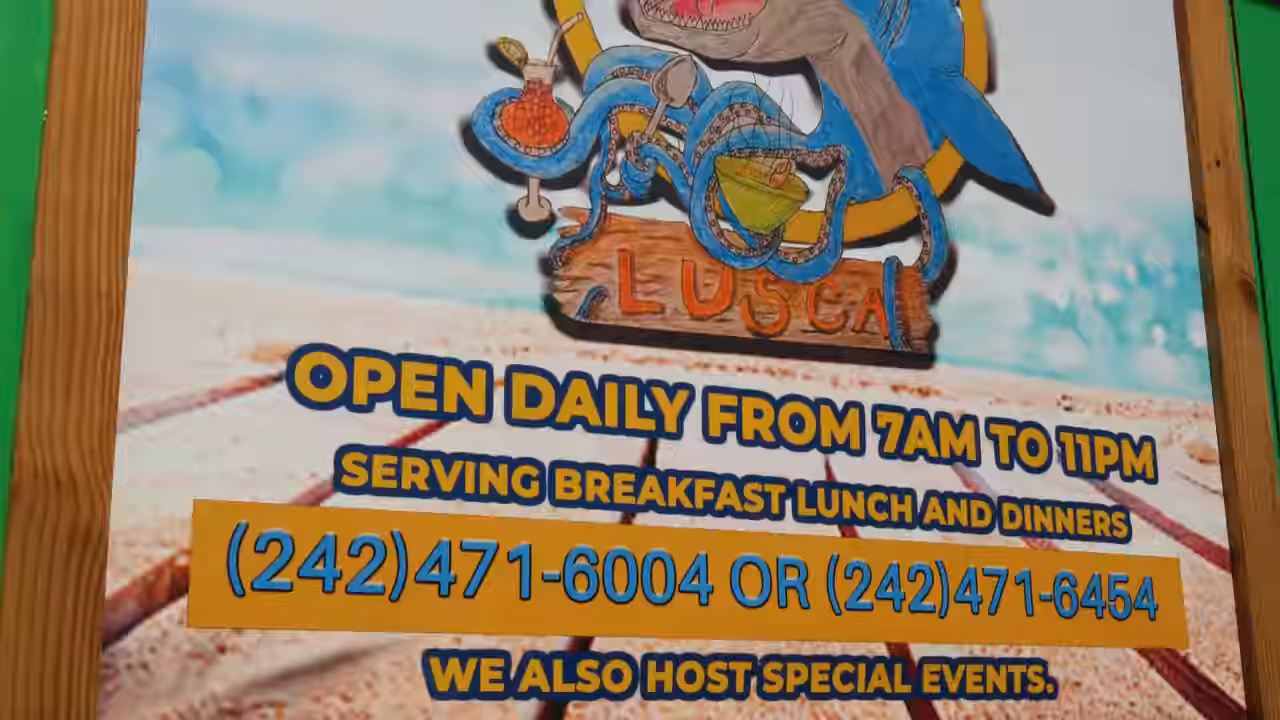 LUSCA
OPEN DAILY FROM 7AM TO 11PM
SERVING BREAKFAST LUNCH AND DINNERS
(242)471-6004 OR (242)471-6454
WE ALSO HOST SPECIAL EVENTS.